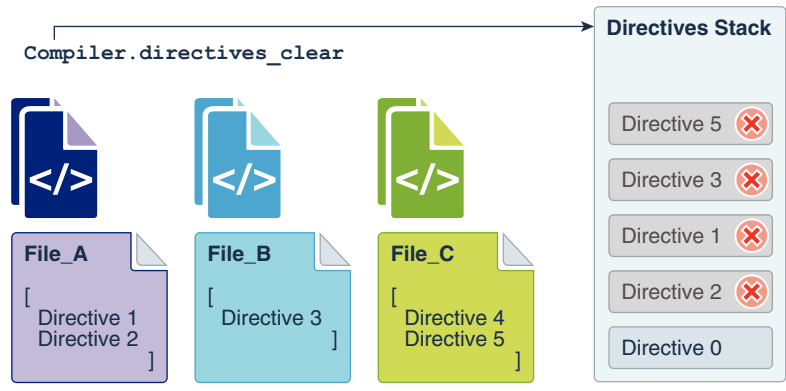 Compiler.directives_clear
</>
</>
</>
File_A
[
Directive 1
Directive 2
]
File_B
[
Directive 3
]
File_C
[
Directive 4
Directive 5
]
Directives Stack
Directive 5
Directive 3
Directive 1
Directive 2
Directive 0